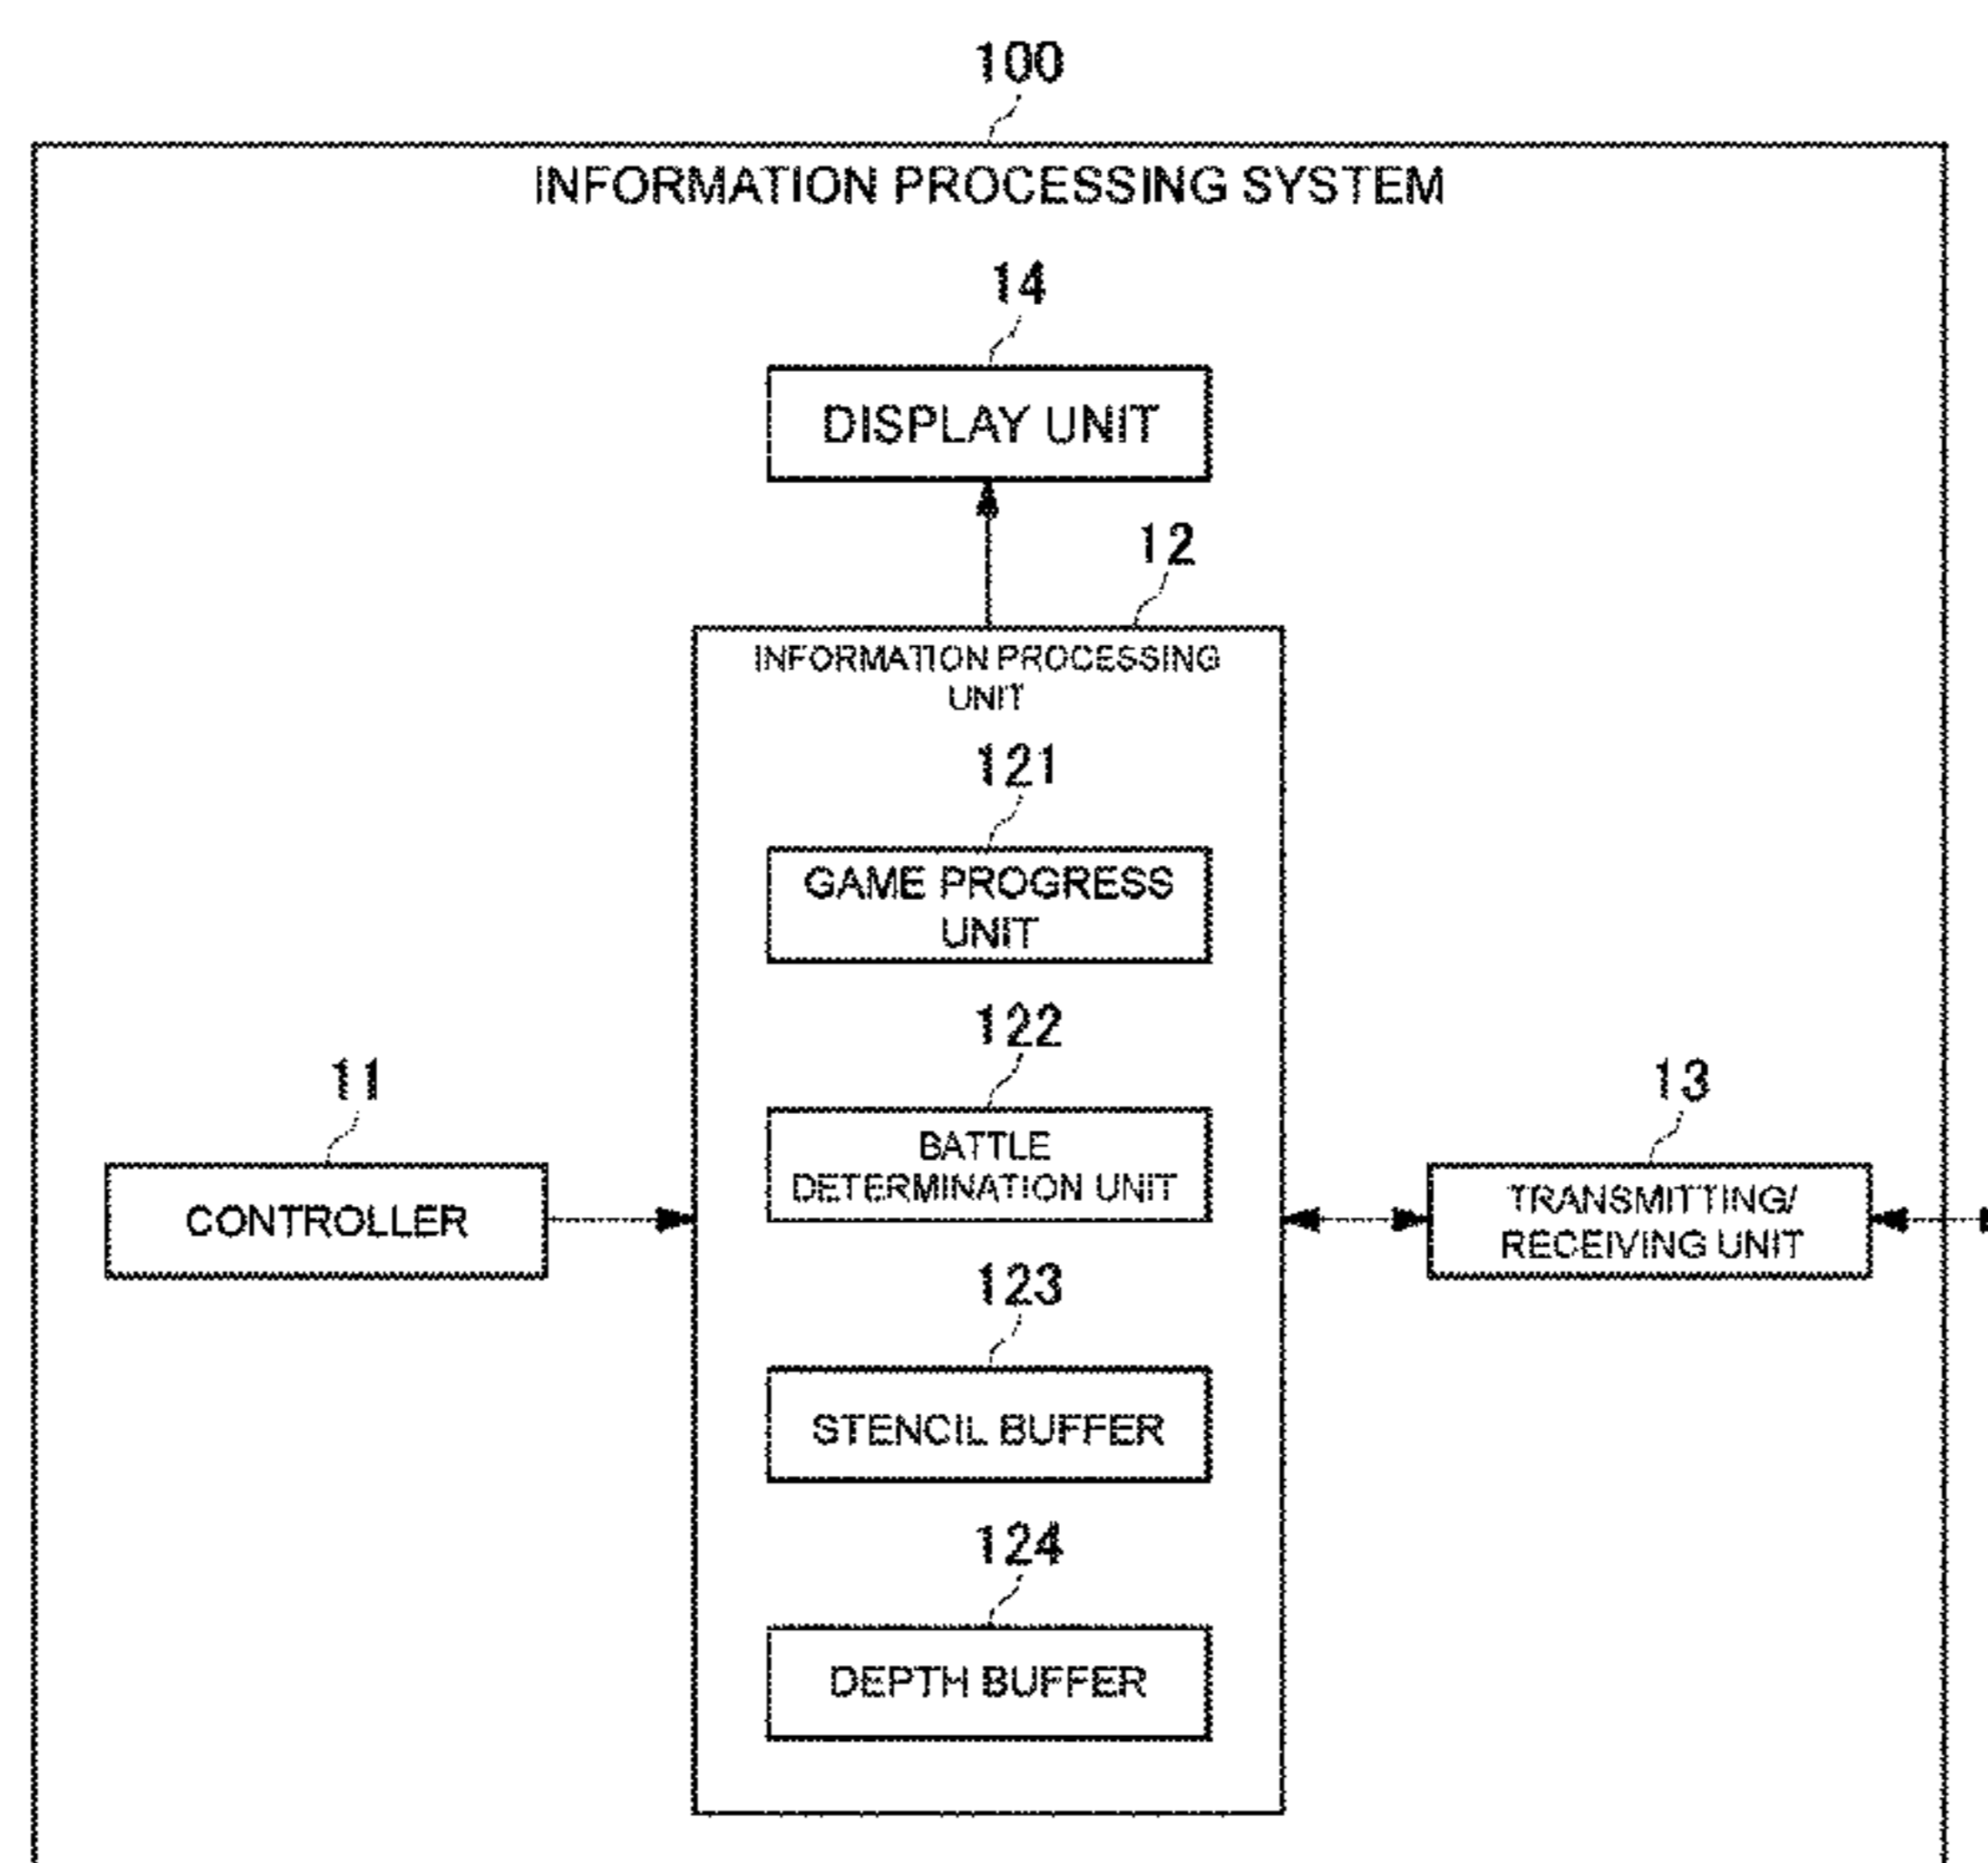 100
INFORMATION PROCESSING SYSTEM
14
DISPLAY UNIT
12
INFORMATION PROCESSING
UNIT
121
GAME PROGRESS
UNIT
122
BATTLE
DETERMINATION UNIT
11
CONTROLLER
13
TRANSMITTING/
RECEIVING UNIT
123
STENCIL BUFFER
124
DEPTH BUFFER